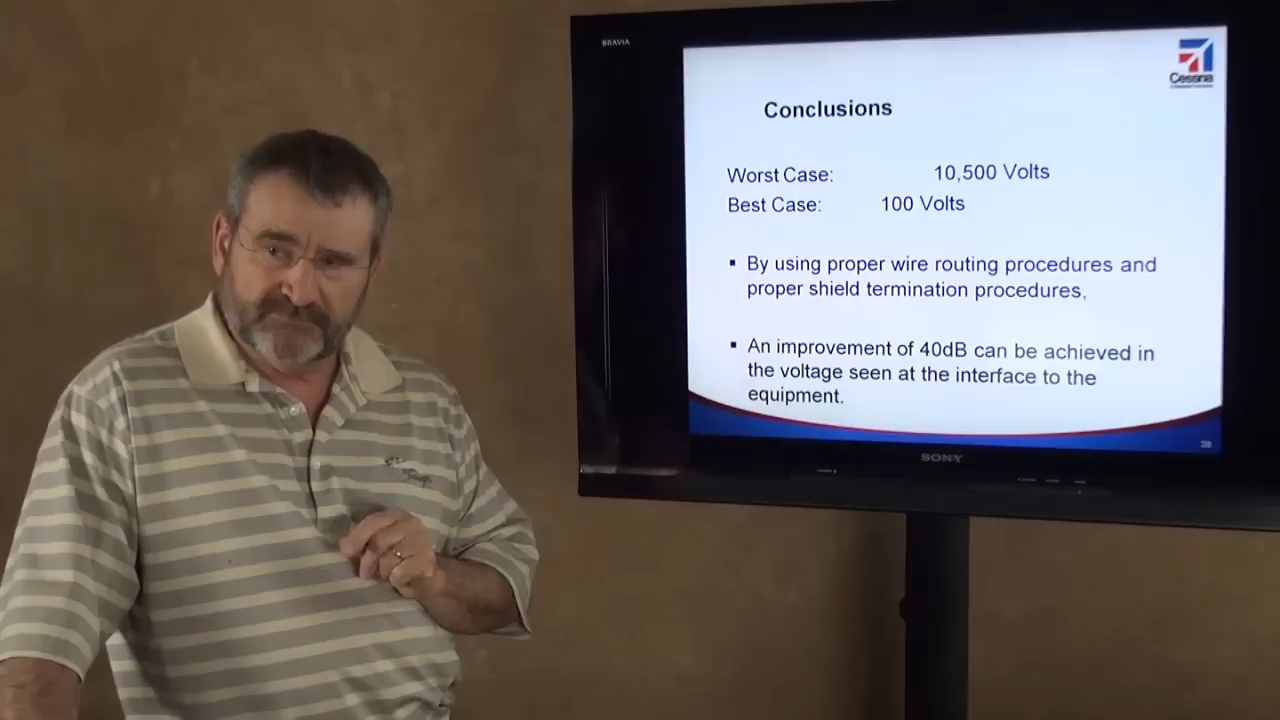 BRAVIA
Cessna
Conclusions
Worst Case: 10,500 Volts
Best Case: 100 Volts
▪ By using proper wire routing procedures and
proper shield termination procedures,
▪ An improvement of 40dB can be achieved in
the voltage seen at the interface to the
equipment.
39
SONY